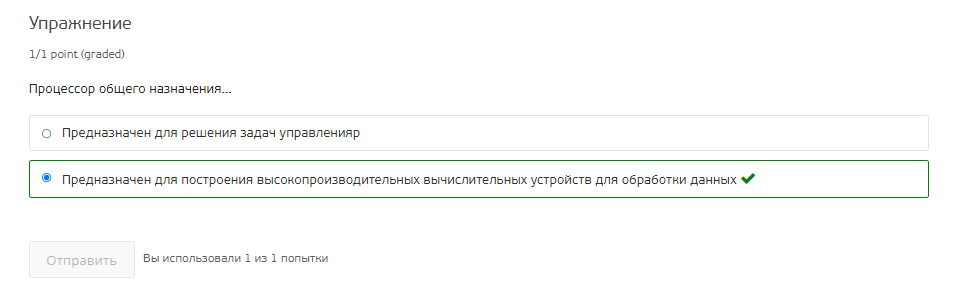 Упражнение
1/1 point (graded)
Процессор общего назначения...
Предназначен для решения задач управленияр
Предназначен для построения высокопроизводительных вычислительных устройств для обработки данных
Отправить
Вы использовали 1 из 1 попытки